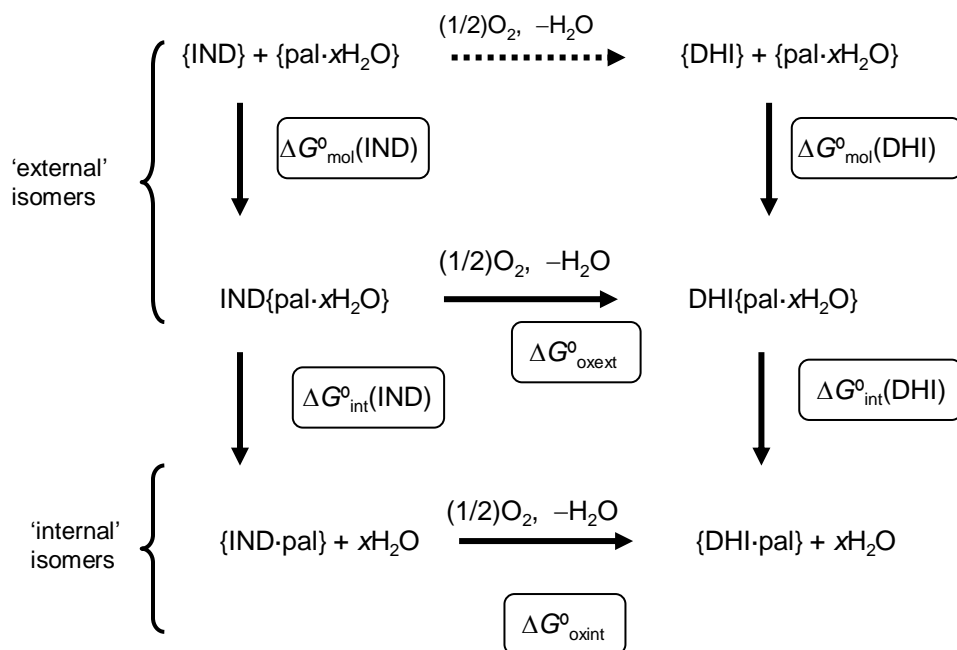 (1/2)O₂, –H₂O
{IND} + {pal·xH₂O}
{DHI} + {pal·xH₂O}
ΔG⁰mol(IND)
ΔG⁰mol(DHI)
'external'
isomers
(1/2)O₂, –H₂O
IND{pal·xH₂O}
DHI{pal·xH₂O}
ΔG⁰oxext
ΔG⁰int(IND)
ΔG⁰int(DHI)
'internal'
isomers
(1/2)O₂, –H₂O
{IND·pal} + xH₂O
{DHI·pal} + xH₂O
ΔG⁰oxint